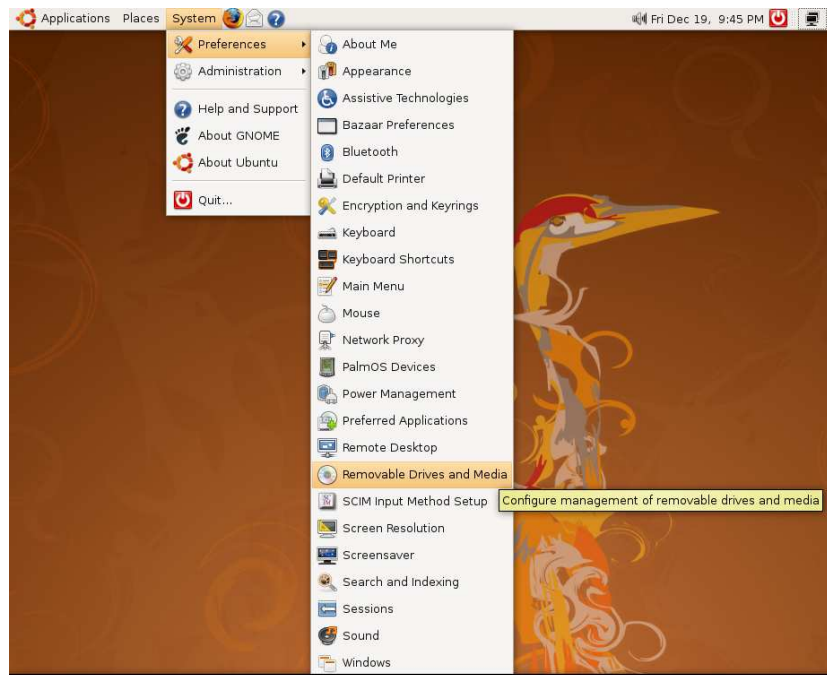 Applications Places System Fri Dec 19, 9:45 PM
Preferences
Administration
Help and Support
About GNOME
About Ubuntu
Quit...
About Me
Appearance
Assistive Technologies
Bazaar Preferences
Bluetooth
Default Printer
Encryption and Keyrings
Keyboard
Keyboard Shortcuts
Main Menu
Mouse
Network Proxy
PalmOS Devices
Power Management
Preferred Applications
Remote Desktop
Removable Drives and Media
SCIM Input Method Setup
Configure management of removable drives and media
Screen Resolution
Screensaver
Search and Indexing
Sessions
Sound
Windows